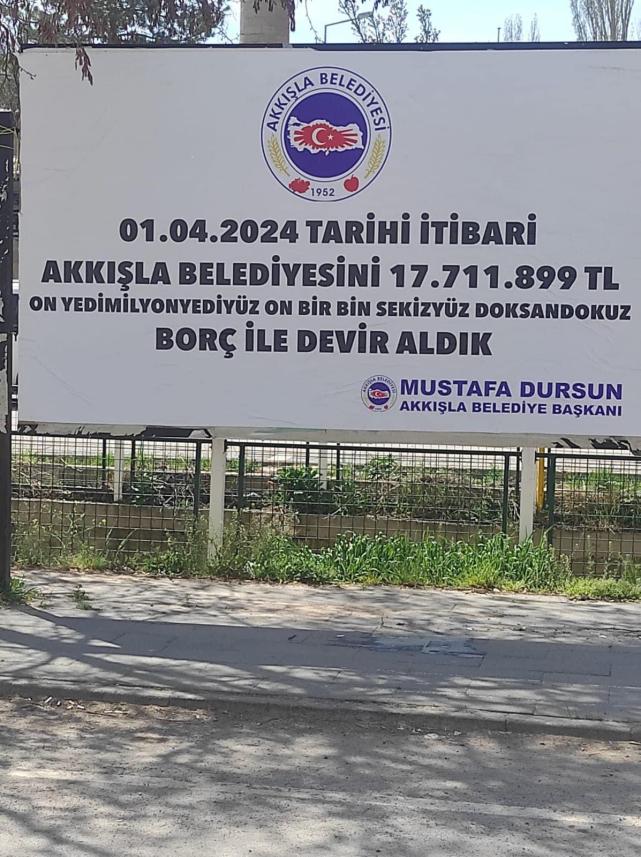 AKKIŞLA BELEDİYESİ
1952
01.04.2024 TARİHİ İTİBARİ
AKKIŞLA BELEDİYESİNİ 17.711.899 TL
ON YEDİMİLYONYEDİYÜZ ON BİR BİN SEKİZYÜZ DOKSANDOKUZ
BORÇ İLE DEVİR ALDIK
MUSTAFA DURSUN
AKKIŞLA BELEDİYE BAŞKANI